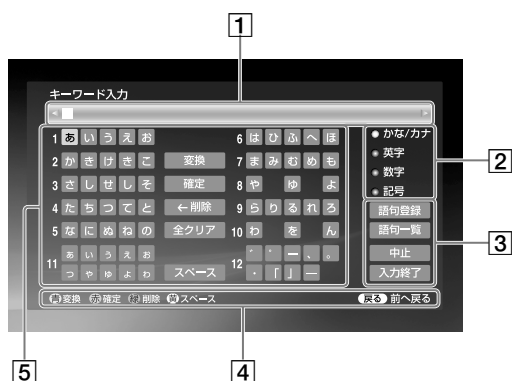 1
キーワード入力
1 あ い う え お 6 は ひ ふ へ ほ
2 か き け き こ 変換 7 ま み む め も
3 さ し せ し そ 確定 8 や ゆ よ
4 た ち つ て と ←削除 9 ら り る れ ろ
5 な に ぬ ね の 全クリア 10 わ を ん
11 ぁ ぃ ぅ ぇ ぉ 12 ゛ ゜ ー 、 。
っ ゃ ゅ ょ ゎ スペース ・ 「 」 —
かな/カナ
英字
数字
記号
2
語句登録
語句一覧
中止
入力終了
3
青 変換 赤 確定 緑 削除 黄 スペース 戻る 前へ戻る
5
4